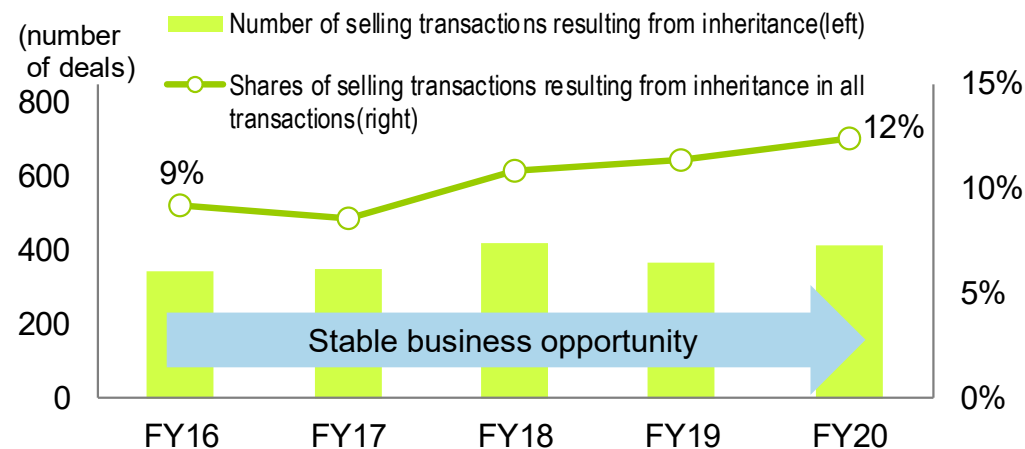 (number
of deals)
Number of selling transactions resulting from inheritance(left)
Shares of selling transactions resulting from inheritance in all
transactions(right)
800
600
400
200
0
15%
10%
5%
0%
9%
12%
Stable business opportunity
FY16
FY17
FY18
FY19
FY20